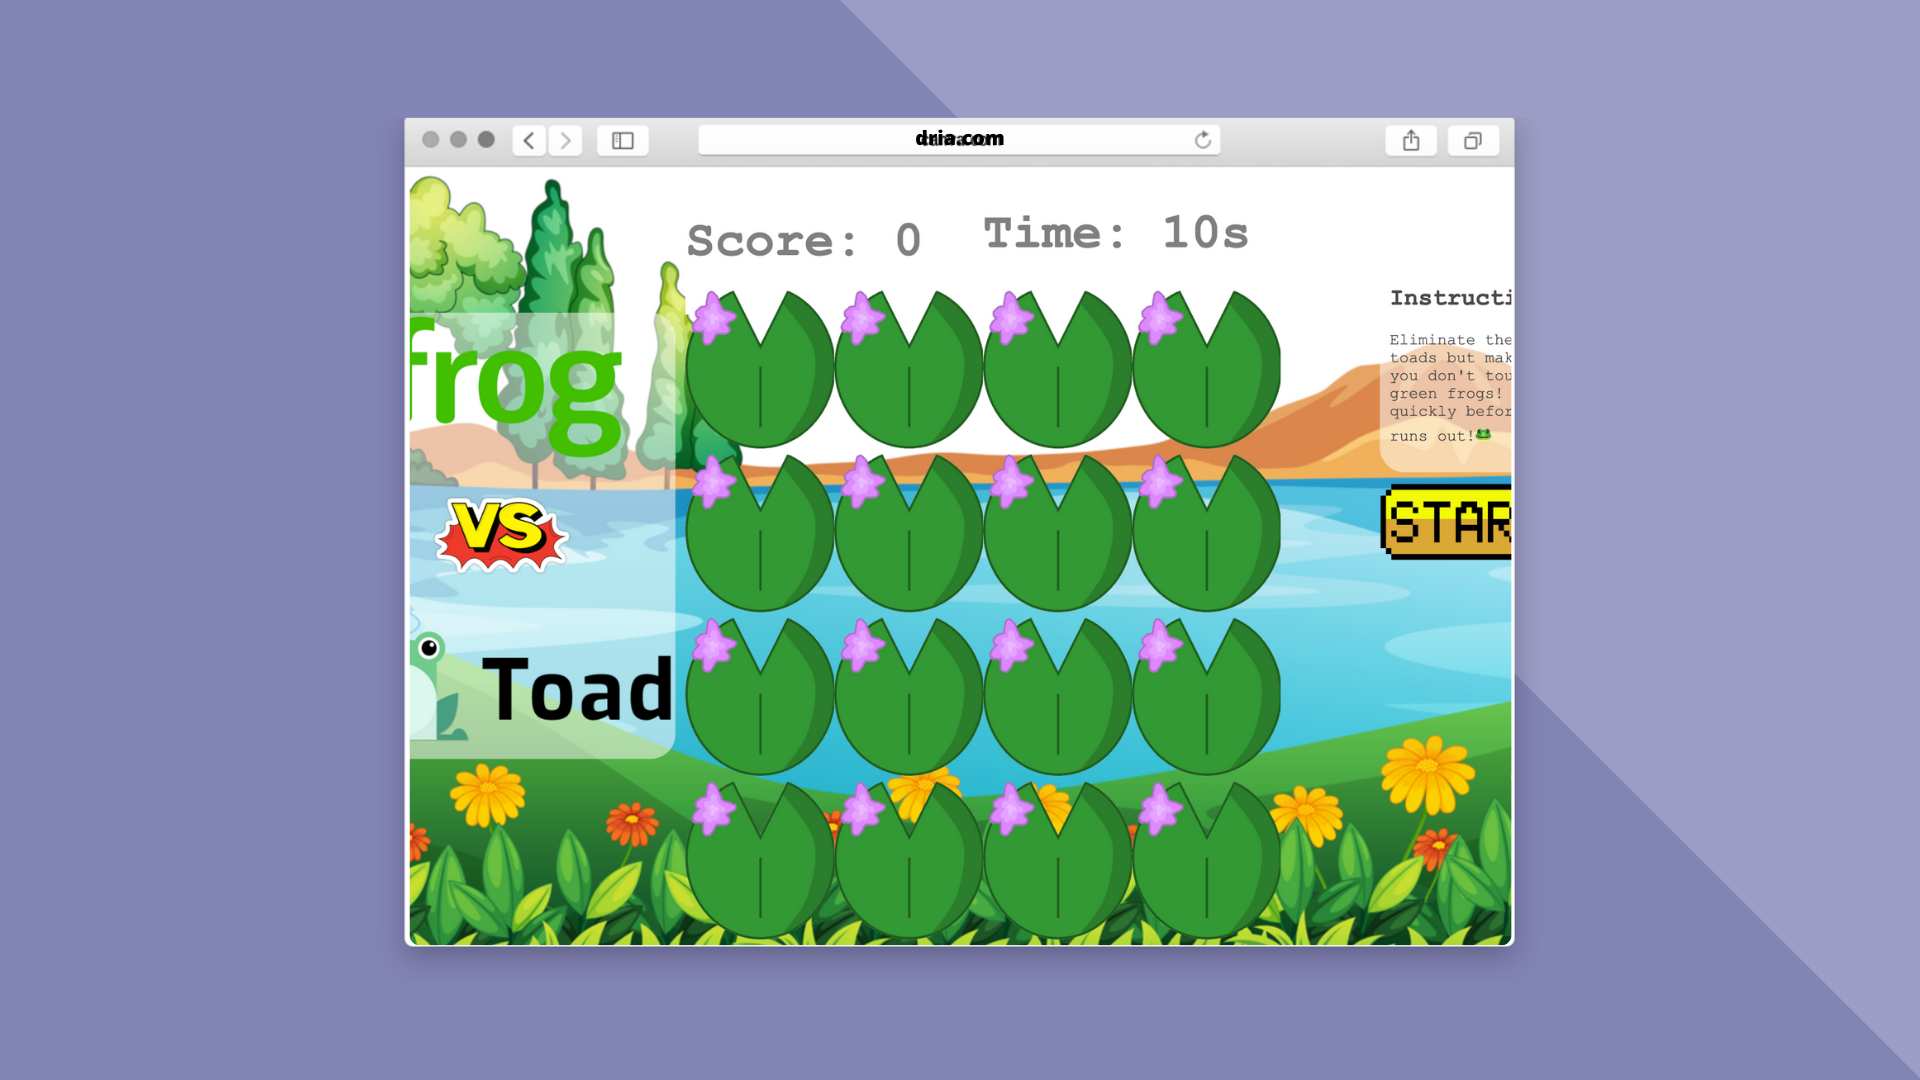 dria.com
Score: 0
Time: 10s
frog
VS
Toad
Instructi
Eliminate the
toads but mak
you don't tou
green frogs!
quickly befor
runs out!🐸
STAR